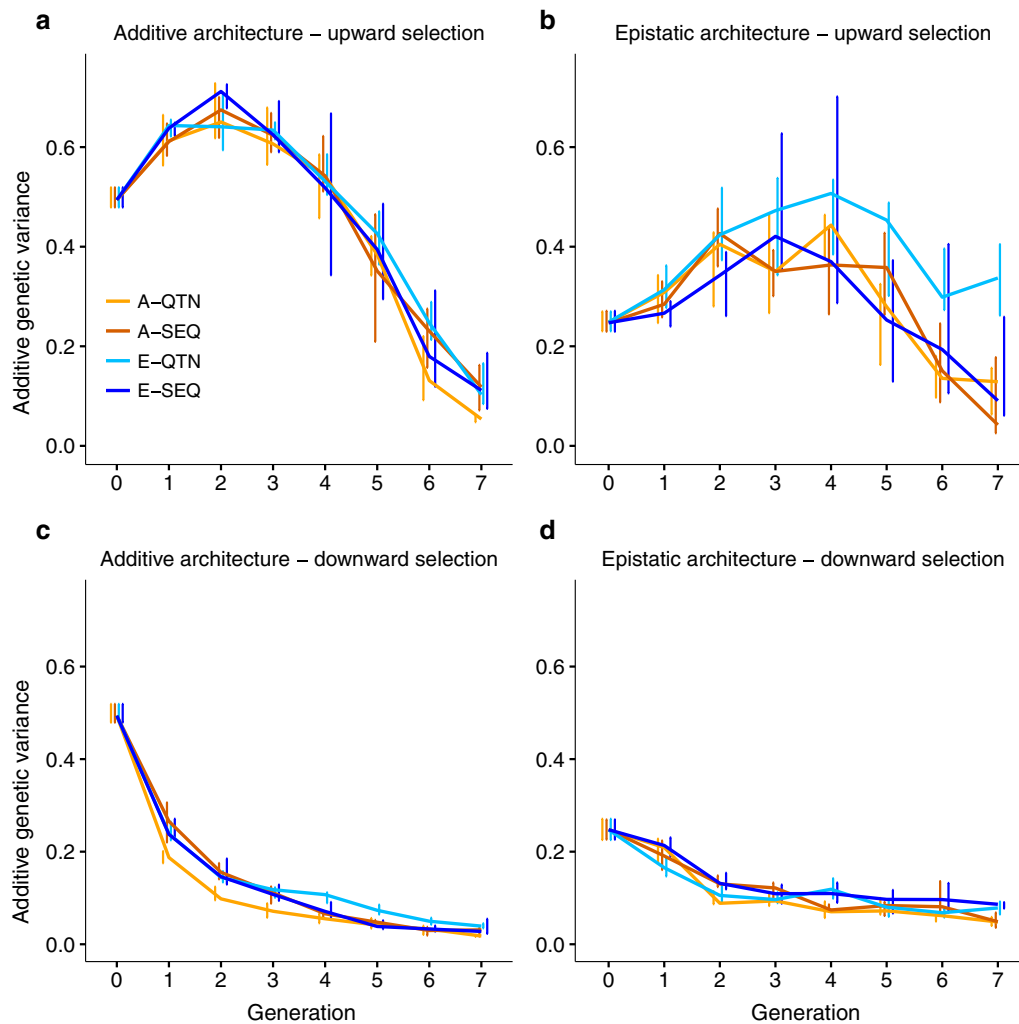 a
Additive architecture – upward selection
b
Epistatic architecture – upward selection
Additive genetic variance
0.6
0.4
0.2
0.0
A–QTN
A–SEQ
E–QTN
E–SEQ
0 1 2 3 4 5 6 7
0.6
0.4
0.2
0.0
0 1 2 3 4 5 6 7
c
Additive architecture – downward selection
d
Epistatic architecture – downward selection
Additive genetic variance
0.6
0.4
0.2
0.0
0 1 2 3 4 5 6 7
Generation
0.6
0.4
0.2
0.0
0 1 2 3 4 5 6 7
Generation